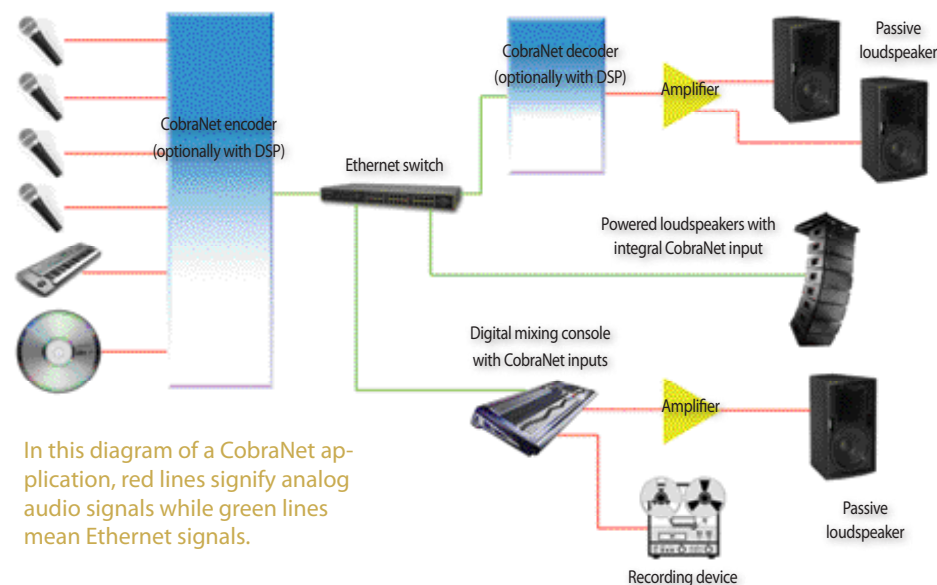 Passive
loudspeaker
CobraNet decoder
(optionally with DSP)
Amplifier
CobraNet encoder
(optionally with DSP)
Ethernet switch
Powered loudspeakers with
integral CobraNet input
Digital mixing console
with CobraNet inputs
Amplifier
In this diagram of a CobraNet ap-
plication, red lines signify analog
audio signals while green lines
mean Ethernet signals.
Passive
loudspeaker
Recording device